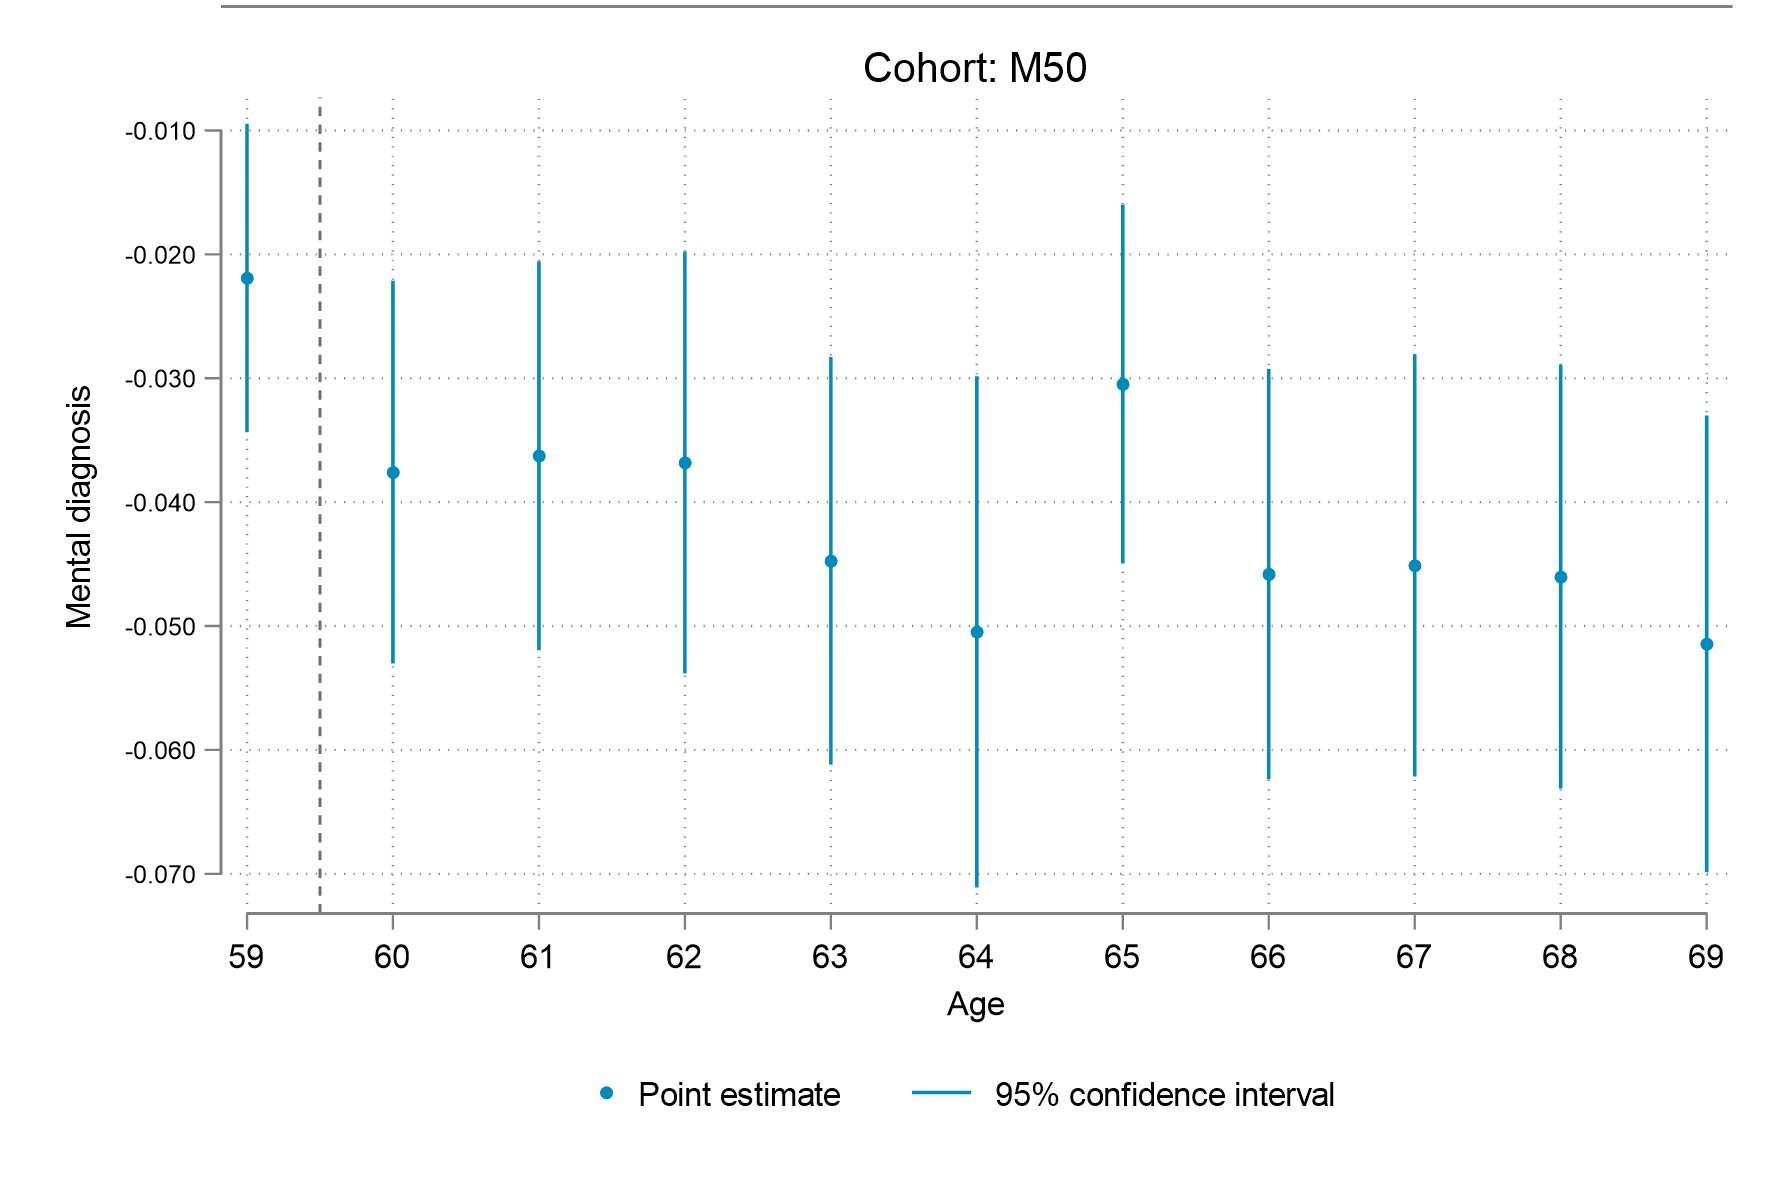 Cohort: M50
-0.010
-0.020
-0.030
-0.040
-0.050
-0.060
-0.070
Mental diagnosis
59 60 61 62 63 64 65 66 67 68 69
Age
Point estimate 95% confidence interval